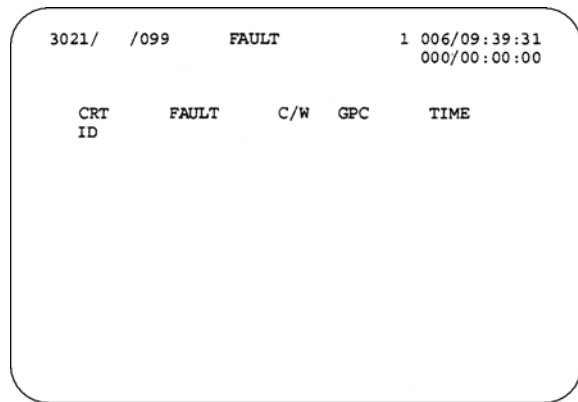 3021/ /099 FAULT 1 006/09:39:31
000/00:00:00
CRT FAULT C/W GPC TIME
ID